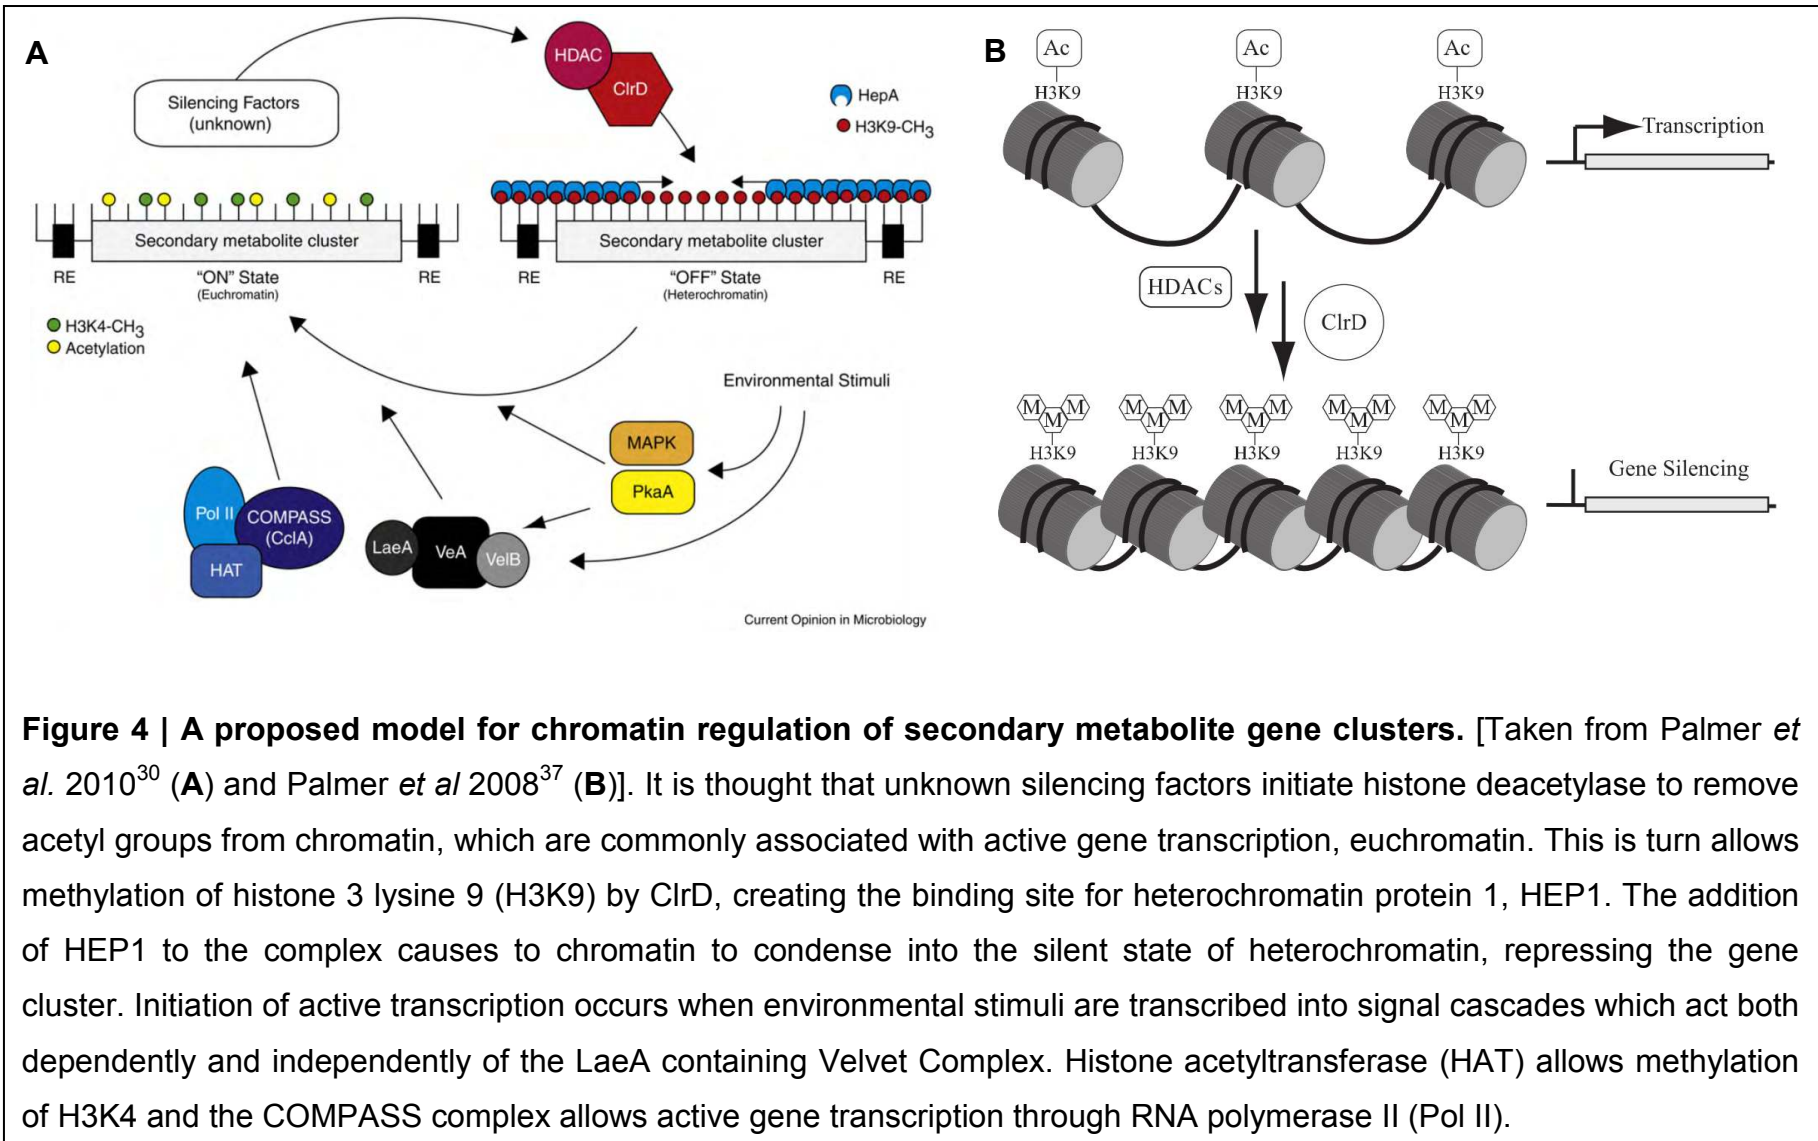 A
Silencing Factors
(unknown)
HDAC
ClrD
HepA
H3K9-CH3
Secondary metabolite cluster
RE
RE
"ON" State
(Euchromatin)
Secondary metabolite cluster
RE
RE
"OFF" State
(Heterochromatin)
H3K4-CH3
Acetylation
Environmental Stimuli
MAPK
PkaA
Pol II
COMPASS
(CclA)
HAT
LaeA
VeA
VelB
Current Opinion in Microbiology
B
Ac
Ac
Ac
H3K9
H3K9
H3K9
Transcription
HDACs
ClrD
M M M
M M M
M M M
M M M
M M M
H3K9
H3K9
H3K9
H3K9
H3K9
Gene Silencing
Figure 4 | A proposed model for chromatin regulation of secondary metabolite gene clusters. [Taken from Palmer et
al. 201030 (A) and Palmer et al 200837 (B)]. It is thought that unknown silencing factors initiate histone deacetylase to remove
acetyl groups from chromatin, which are commonly associated with active gene transcription, euchromatin. This is turn allows
methylation of histone 3 lysine 9 (H3K9) by ClrD, creating the binding site for heterochromatin protein 1, HEP1. The addition
of HEP1 to the complex causes to chromatin to condense into the silent state of heterochromatin, repressing the gene
cluster. Initiation of active transcription occurs when environmental stimuli are transcribed into signal cascades which act both
dependently and independently of the LaeA containing Velvet Complex. Histone acetyltransferase (HAT) allows methylation
of H3K4 and the COMPASS complex allows active gene transcription through RNA polymerase II (Pol II).